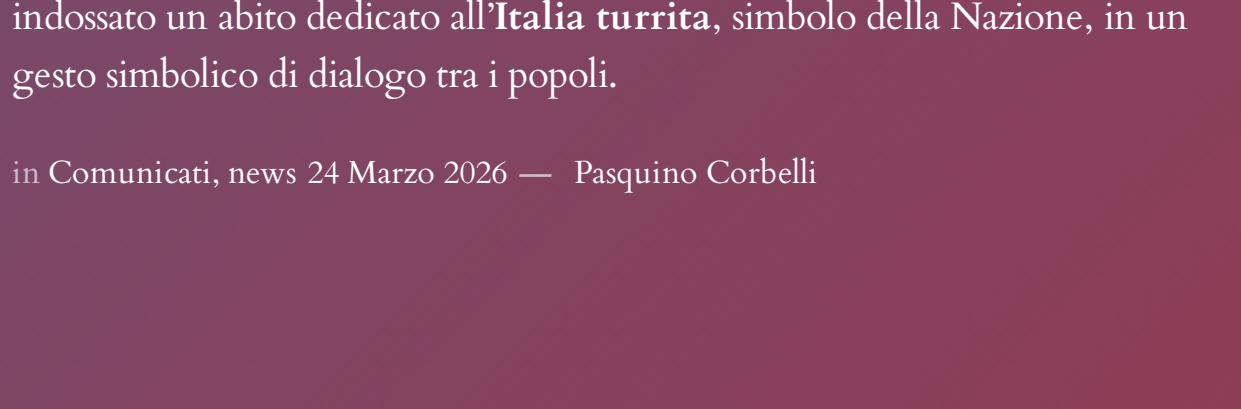 indossato un abito dedicato all’Italia turrita, simbolo della Nazione, in un
gesto simbolico di dialogo tra i popoli.
in Comunicati, news 24 Marzo 2026 — Pasquino Corbelli